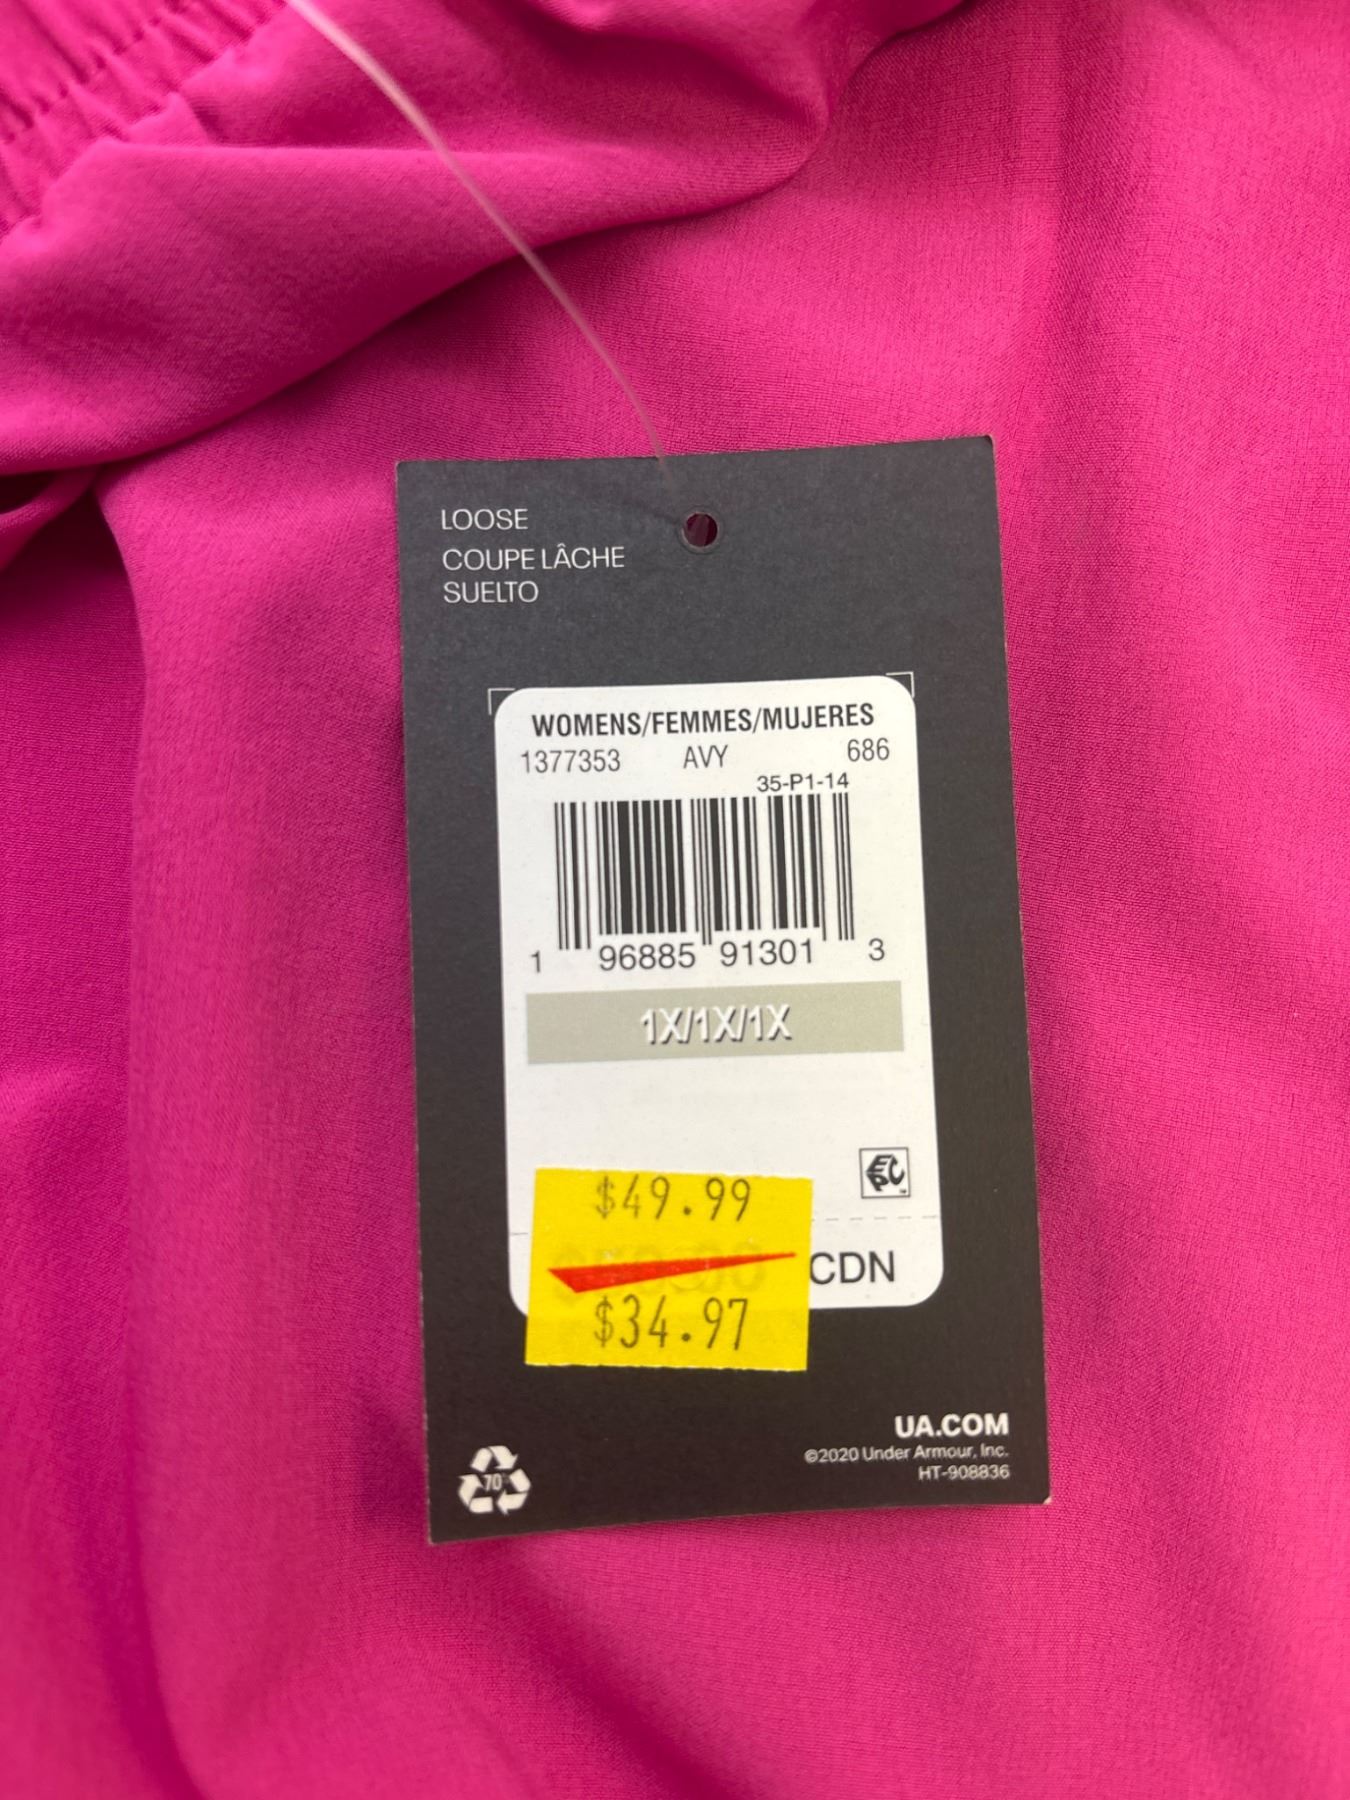 LOOSE
COUPE LÂCHE
SUELTO
WOMENS/FEMMES/MUJERES
1377353 AVY 686
35-P1-14
1 96885 91301 3
1X/1X/1X
EPC
$49.99
CDN
$34.97
UA.COM
©2020 Under Armour, Inc.
HT-908836
70